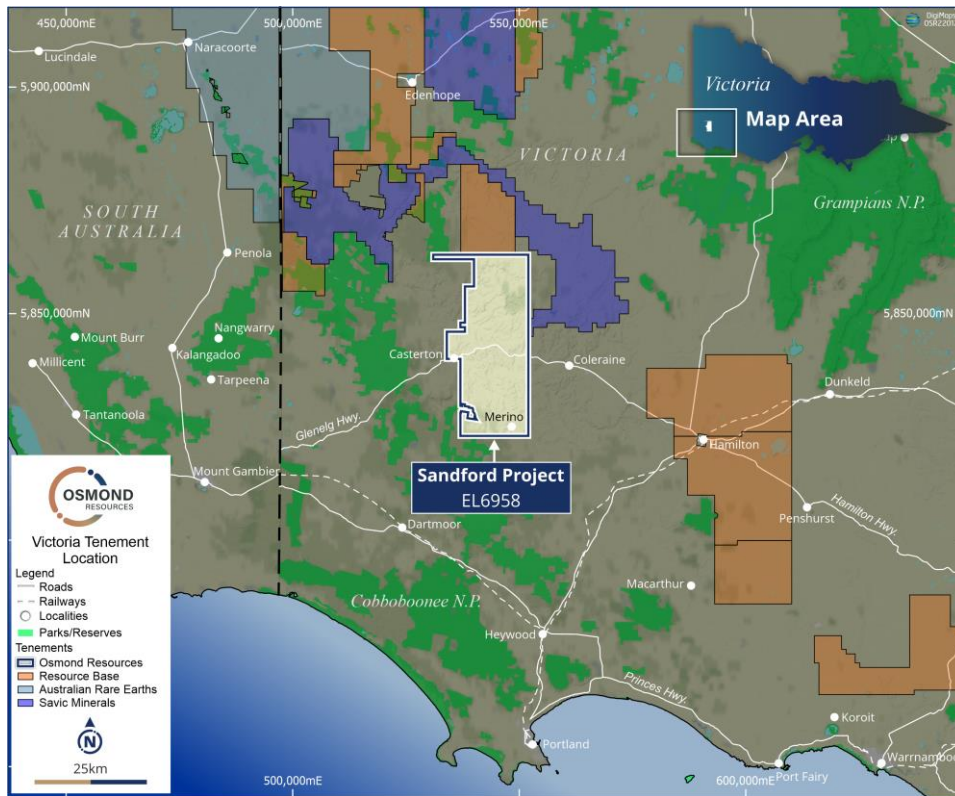 450,000mE
500,000mE
550,000mE
DigiMaps
Lucindale
Naracoorte
5,900,000mN
Edenhope
Victoria
Map Area
VICTORIA
Grampians N.P.
SOUTH
AUSTRALIA
Penola
5,850,000mN
5,850,000mN
Mount Burr
Nangwarry
Millicent
Kalangadoo
Casterton
Coleraine
Tarpeena
Dunkeld
Tantanoola
Glenelg Hwy.
Merino
Hamilton
Mount Gambier
Sandford Project
EL6958
Penshurst
Hamilton Hwy.
Dartmoor
Macarthur
Cobboboonee N.P.
Heywood
Princes Hwy.
Koroit
Portland
Port Fairy
Warrnambool
500,000mE
600,000mE
OSMOND
RESOURCES
Victoria Tenement
Location
Legend
Roads
Railways
Localities
Parks/Reserves
Tenements
Osmond Resources
Resource Base
Australian Rare Earths
Savic Minerals
N
25km